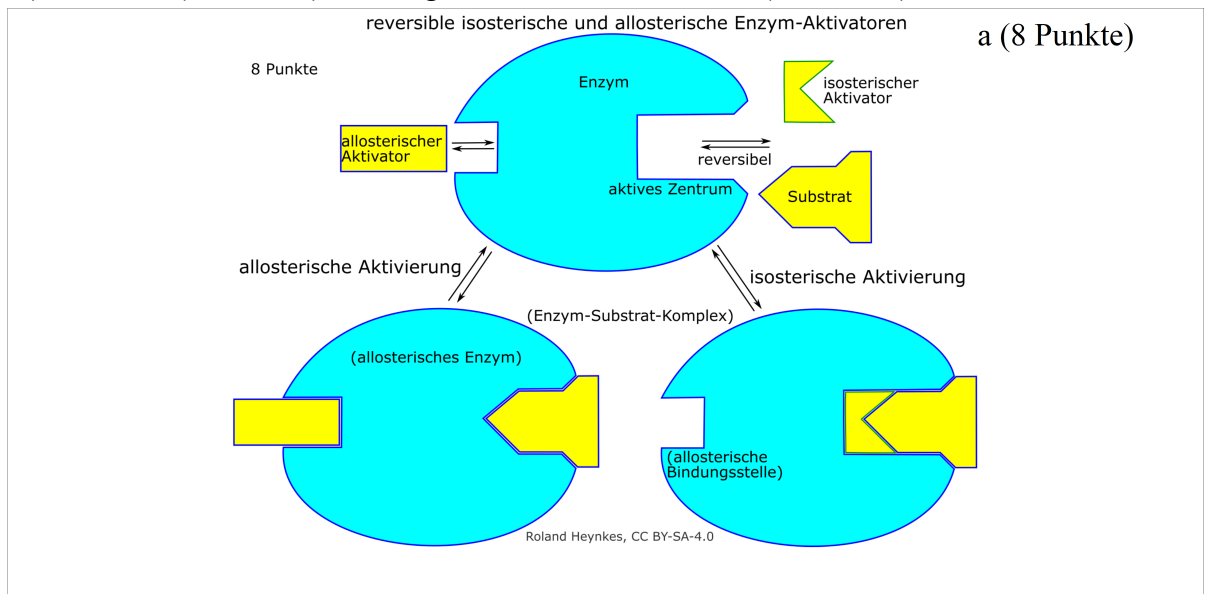 reversible isosterische und allosterische Enzym-Aktivatoren
a (8 Punkte)
8 Punkte
Enzym
isosterischer
Aktivator
allosterischer
Aktivator
reversibel
aktives Zentrum
Substrat
allosterische Aktivierung
isosterische Aktivierung
(Enzym-Substrat-Komplex)
(allosterisches Enzym)
(allosterische
Bindungsstelle)
Roland Heynkes, CC BY-SA-4.0